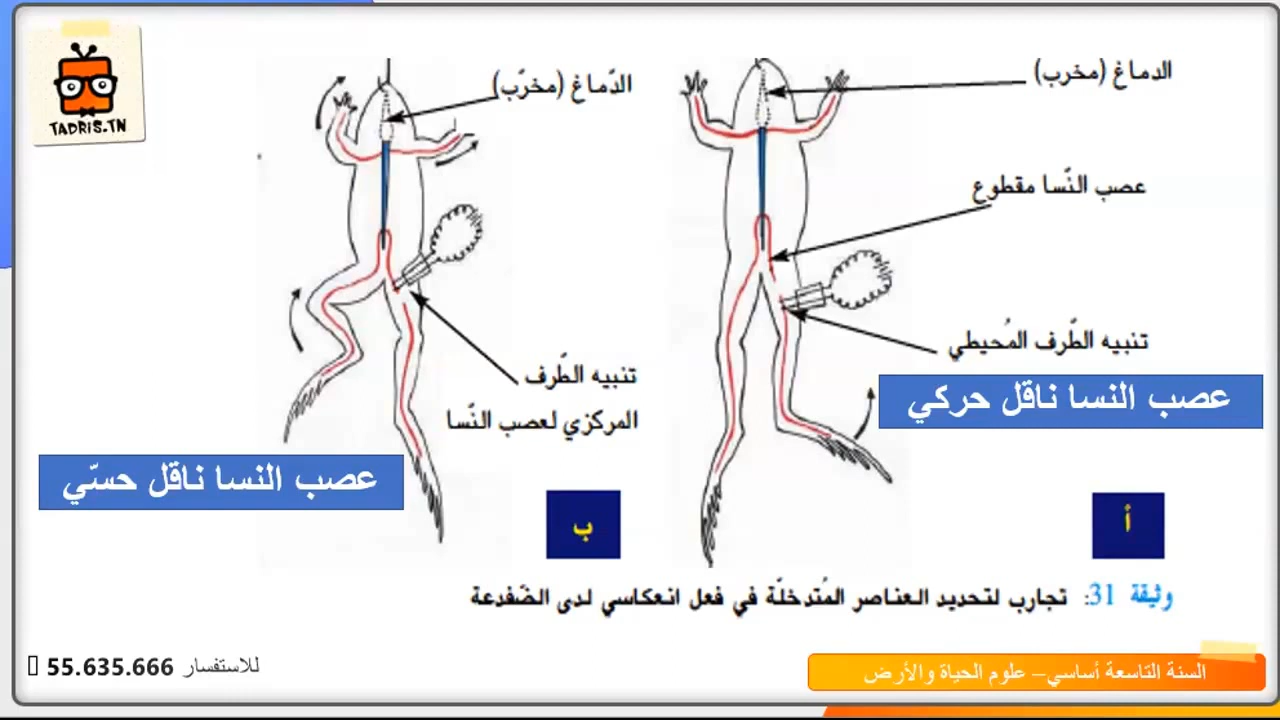 TADRIS.TN
الدماغ (مخرب)
عصب النّسا مقطوع
تنبيه الطّرف المُحيطي
عصب النسا ناقل حركي
أ
الدّماغ (مخرّب)
تنبيه الطّرف
المركزي لعصب النّسا
عصب النسا ناقل حسّي
ب
وثيقة 31: تجارب لتحديد العناصر المُتدخلّة في فعل انعكاسي لدى الضّفدعة
السنة التاسعة أساسي– علوم الحياة والأرض
للاستفسار 55.635.666